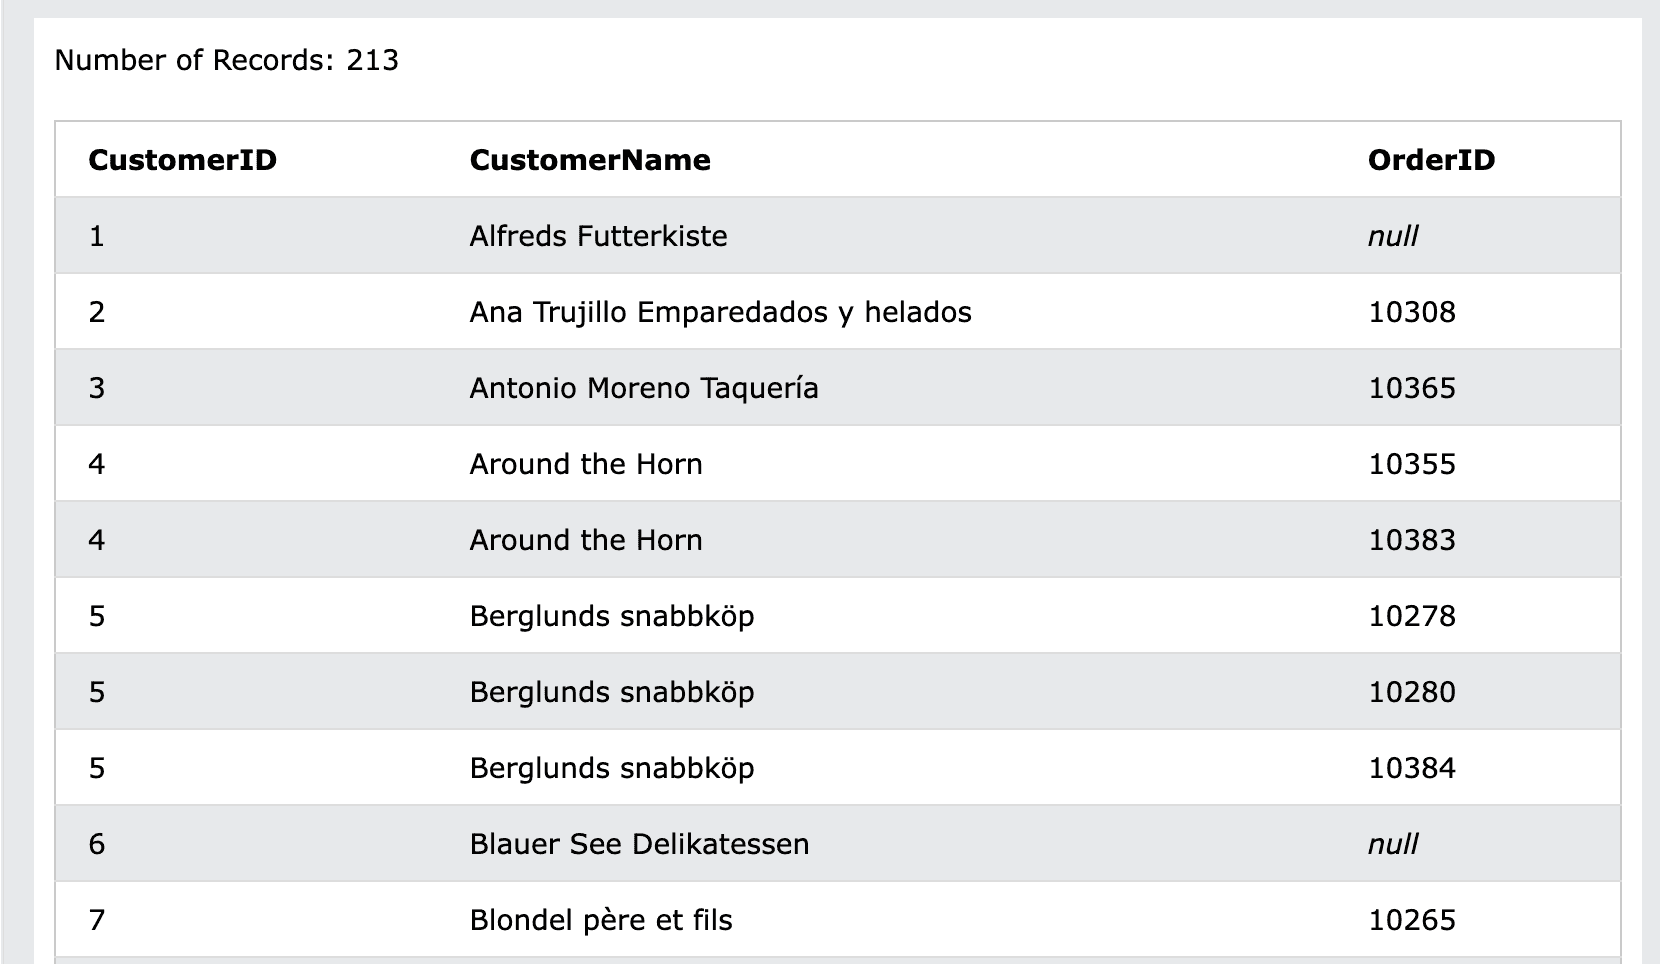 Number of Records: 213
CustomerID CustomerName OrderID
1 Alfreds Futterkiste null
2 Ana Trujillo Emparedados y helados 10308
3 Antonio Moreno Taquería 10365
4 Around the Horn 10355
4 Around the Horn 10383
5 Berglunds snabbköp 10278
5 Berglunds snabbköp 10280
5 Berglunds snabbköp 10384
6 Blauer See Delikatessen null
7 Blondel père et fils 10265